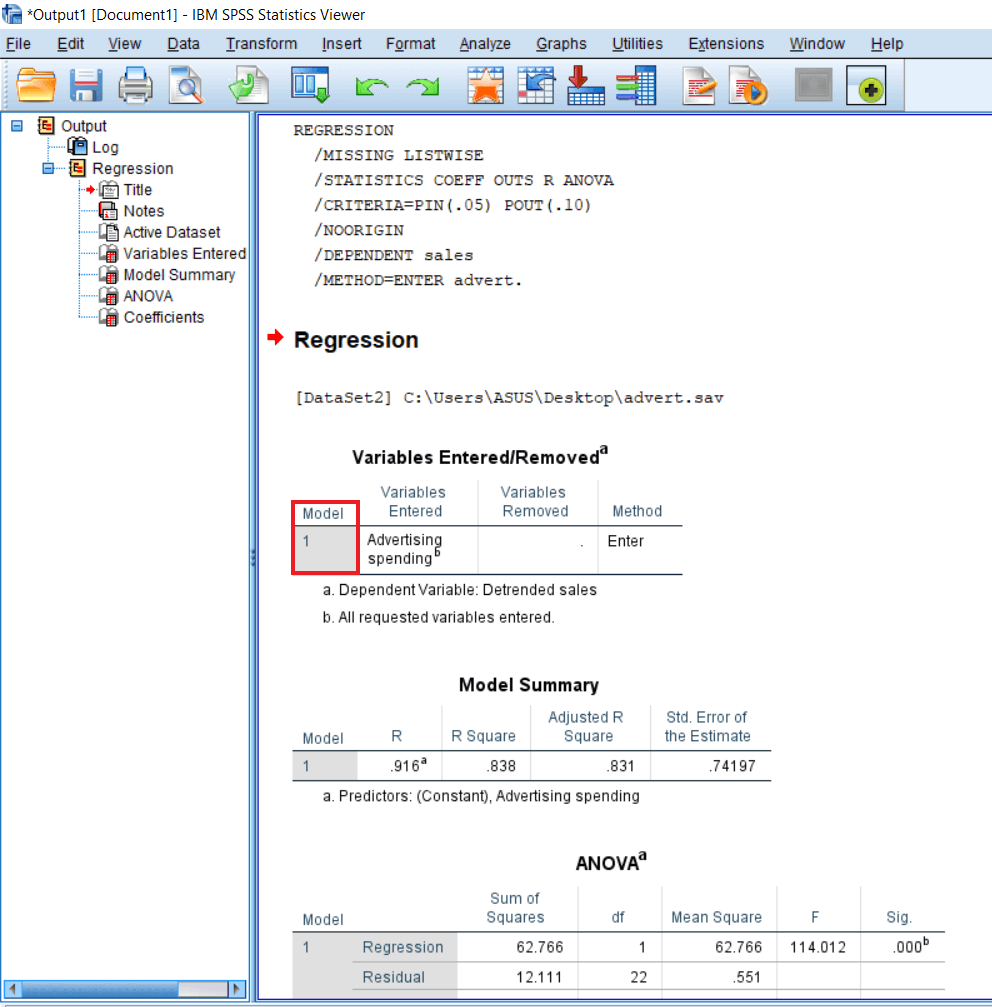 *Output1 [Document1] - IBM SPSS Statistics Viewer
File Edit View Data Transform Insert Format Analyze Graphs Utilities Extensions Window Help
Output
Log
Regression
Title
Notes
Active Dataset
Variables Entered
Model Summary
ANOVA
Coefficients
REGRESSION
/MISSING LISTWISE
/STATISTICS COEFF OUTS R ANOVA
/CRITERIA=PIN(.05) POUT(.10)
/NOORIGIN
/DEPENDENT sales
/METHOD=ENTER advert.
Regression
[DataSet2] C:\Users\ASUS\Desktop\advert.sav
Variables Entered/Removedᵃ
Model Variables Entered Variables Removed Method
1 Advertising spendingᵇ . Enter
a. Dependent Variable: Detrended sales
b. All requested variables entered.
Model Summary
Model R R Square Adjusted R Square Std. Error of the Estimate
1 .916ᵃ .838 .831 .74197
a. Predictors: (Constant), Advertising spending
ANOVAᵃ
Model Sum of Squares df Mean Square F Sig.
1 Regression 62.766 1 62.766 114.012 .000ᵇ
Residual 12.111 22 .551